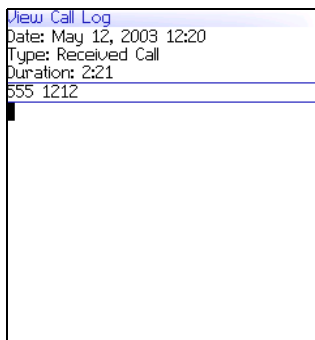 View Call Log
Date: May 12, 2003 12:20
Type: Received Call
Duration: 2:21
555 1212